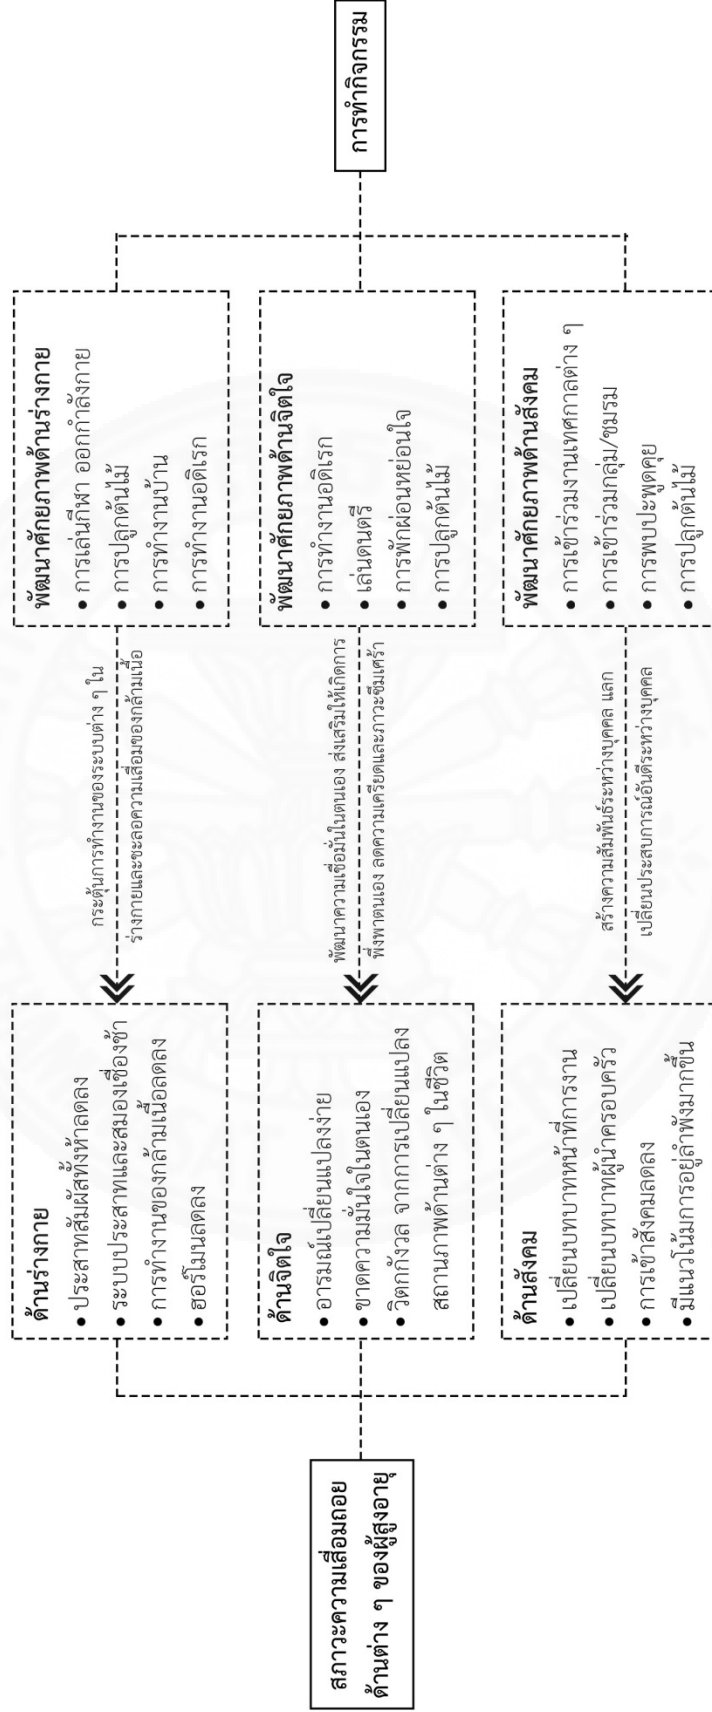 สภาวะความเสื่อมถอย
ด้านต่าง ๆ ของผู้สูงอายุ
ด้านร่างกาย
• ประสาทสัมผัสทั้งห้าลดลง
• ระบบประสาทและสมองเชื่องช้า
• การทำงานของกล้ามเนื้อลดลง
• ฮอร์โมนลดลง
กระตุ้นการทำงานของระบบต่าง ๆ ใน
ร่างกายและชะลอความเสื่อมของกล้ามเนื้อ
พัฒนาศักยภาพด้านร่างกาย
• การเล่นกีฬา ออกกำลังกาย
• การปลูกต้นไม้
• การทำงานบ้าน
• การทำงานอดิเรก
ด้านจิตใจ
• อารมณ์เปลี่ยนแปลงง่าย
• ขาดความมั่นใจในตนเอง
• วิตกกังวล จากการเปลี่ยนแปลง
สถานภาพด้านต่าง ๆ ในชีวิต
พัฒนาความเชื่อมั่นในตนเอง ส่งเสริมให้เกิดการ
พึ่งพาตนเอง ลดความเครียดและภาวะซึมเศร้า
พัฒนาศักยภาพด้านจิตใจ
• การทำงานอดิเรก
• เล่นดนตรี
• การพักผ่อนหย่อนใจ
• การปลูกต้นไม้
ด้านสังคม
• เปลี่ยนบทบาทหน้าที่การงาน
• เปลี่ยนบทบาทผู้นำครอบครัว
• การเข้าสังคมลดลง
• มีแนวโน้มการอยู่ลำพังมากขึ้น
สร้างความสัมพันธ์ระหว่างบุคคล แลก
เปลี่ยนประสบการณ์อันดีระหว่างบุคคล
พัฒนาศักยภาพด้านสังคม
• การเข้าร่วมงานเทศกาลต่าง ๆ
• การเข้าร่วมกลุ่ม/ชมรม
• การพบปะพูดคุย
• การปลูกต้นไม้
การทำกิจกรรม